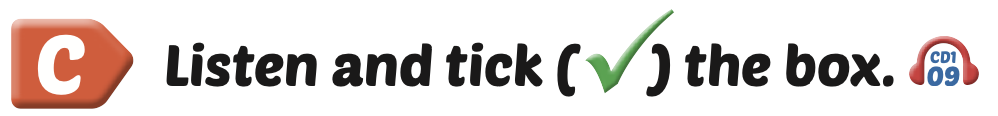 C Listen and tick (✓) the box. CD1
09